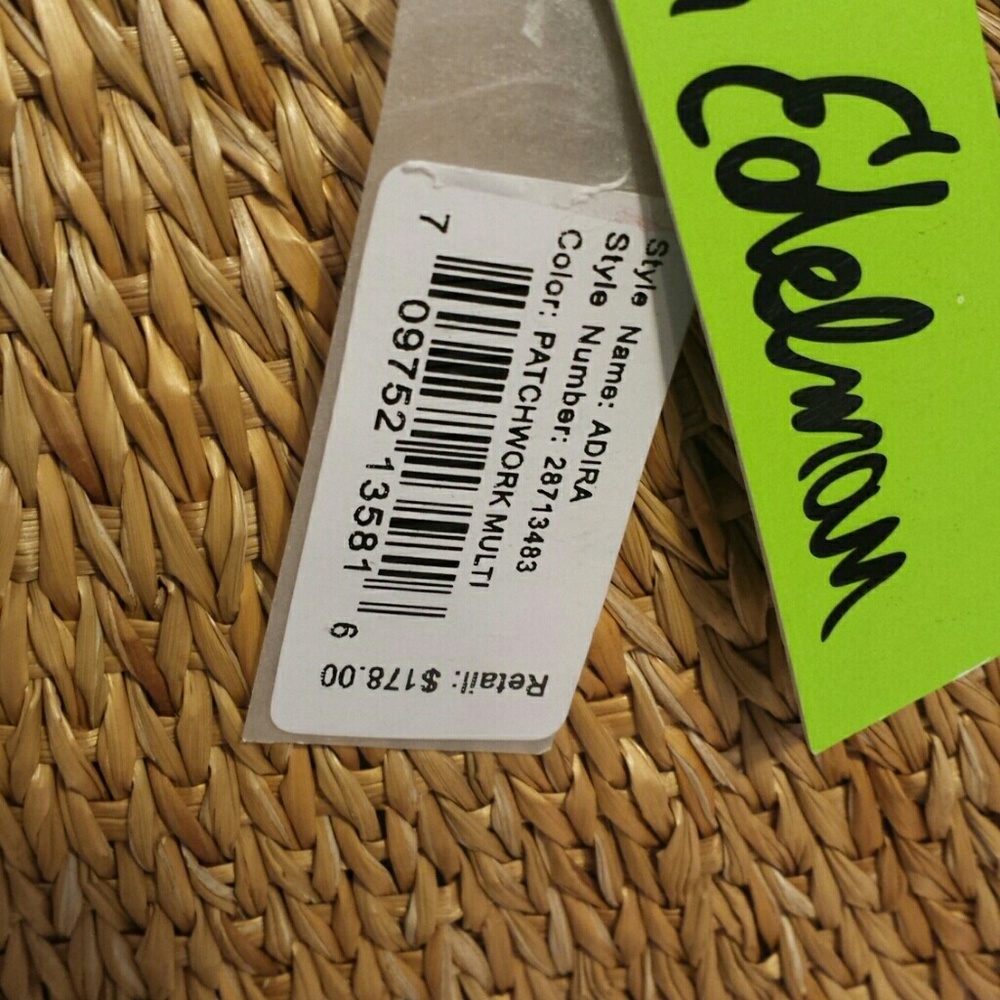 Edelman
Style Name: ADIRA
Style Number: 28713483
Color: PATCHWORK MULTI
7 09752 13581 6
Retail: $178.00